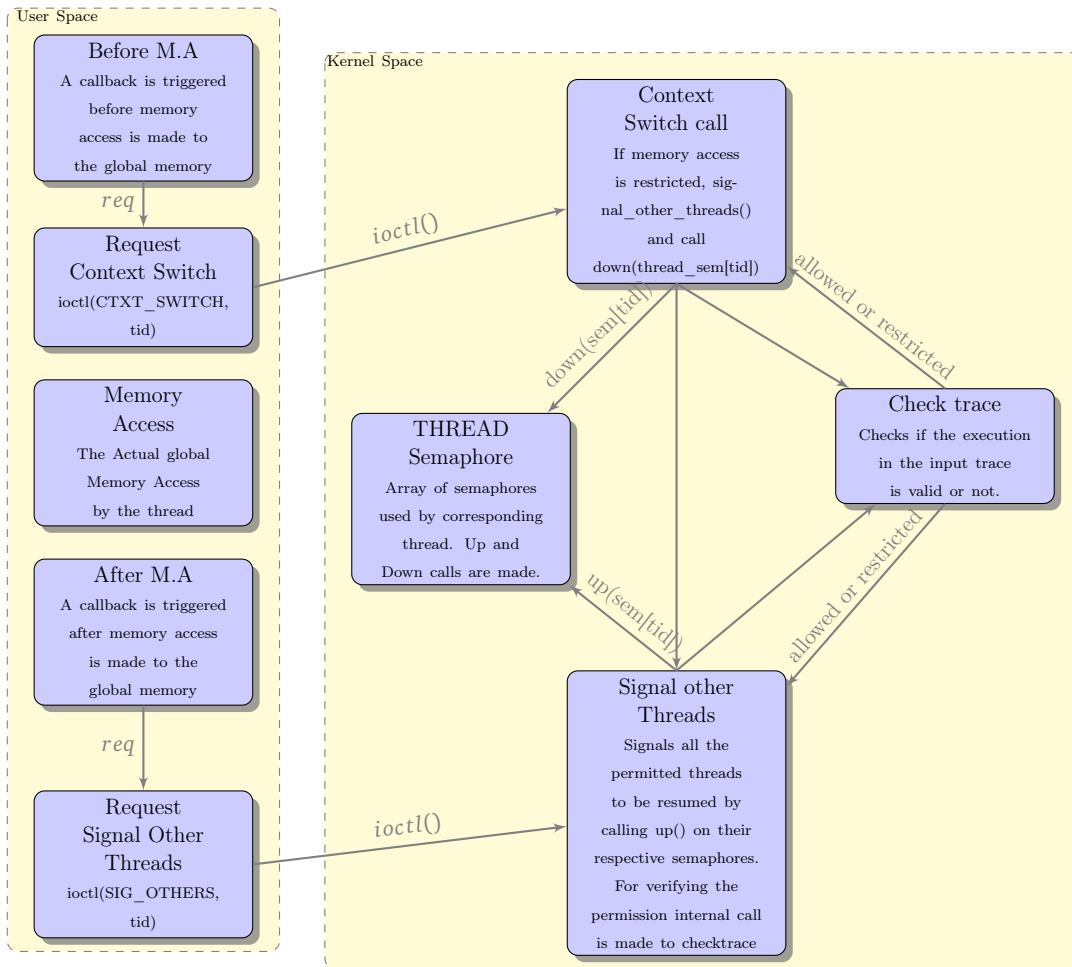 User Space
Before M.A
A callback is triggered
before memory
access is made to
the global memory
req
Request
Context Switch
ioctl(CTXT_SWITCH,
tid)
Memory
Access
The Actual global
Memory Access
by the thread
After M.A
A callback is triggered
after memory access
is made to the
global memory
req
Request
Signal Other
Threads
ioctl(SIG_OTHERS,
tid)
ioctl()
ioctl()
Kernel Space
Context
Switch call
If memory access
is restricted, sig-
nal_other_threads()
and call
down(thread_sem[tid])
down(sem[tid])
allowed or restricted
THREAD
Semaphore
Array of semaphores
used by corresponding
thread. Up and
Down calls are made.
Check trace
Checks if the execution
in the input trace
is valid or not.
up(sem[tid])
allowed or restricted
Signal other
Threads
Signals all the
permitted threads
to be resumed by
calling up() on their
respective semaphores.
For verifying the
permission internal call
is made to checktrace